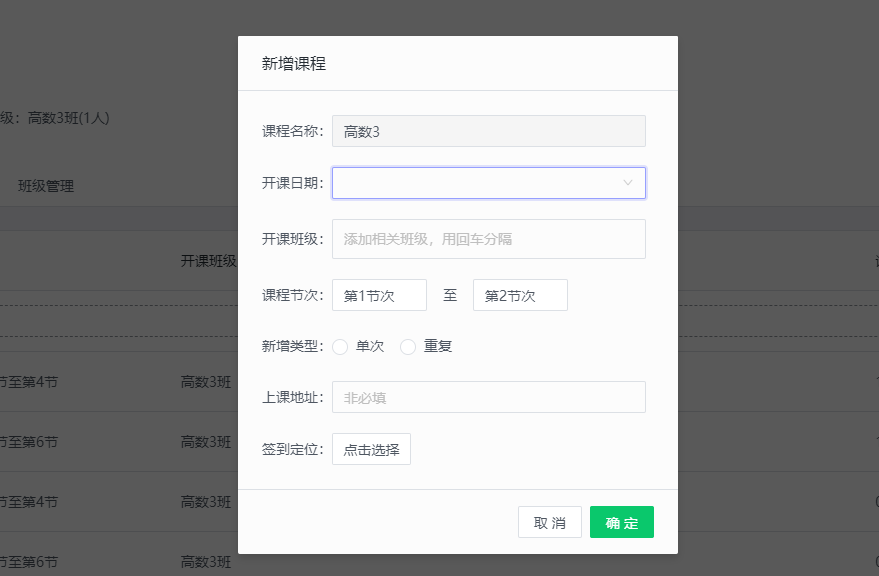 新增课程
级：高数3班(1人)
课程名称：
高数3
开课日期：
班级管理
开课班级：
添加相关班级，用回车分隔
开课班级
课程节次：
第1节次
至
第2节次
新增类型：
单次
重复
节至第4节
高数3班
上课地址：
非必填
节至第6节
高数3班
签到定位：
点击选择
节至第4节
高数3班
取 消
确 定
节至第6节
高数3班